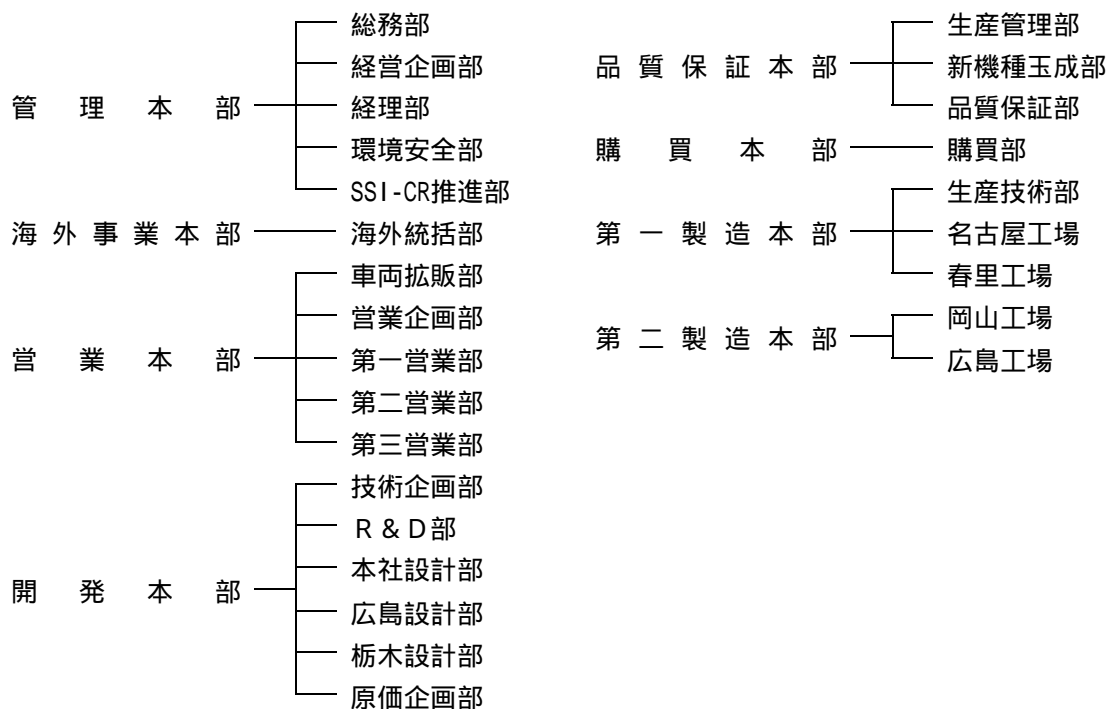 管理本部
総務部
経営企画部
経理部
環境安全部
SSI-CR推進部
海外事業本部
海外統括部
営業本部
車両拡販部
営業企画部
第一営業部
第二営業部
第三営業部
開発本部
技術企画部
R&D部
本社設計部
広島設計部
栃木設計部
原価企画部
品質保証本部
生産管理部
新機種玉成部
品質保証部
購買本部
購買部
第一製造本部
生産技術部
名古屋工場
春里工場
第二製造本部
岡山工場
広島工場